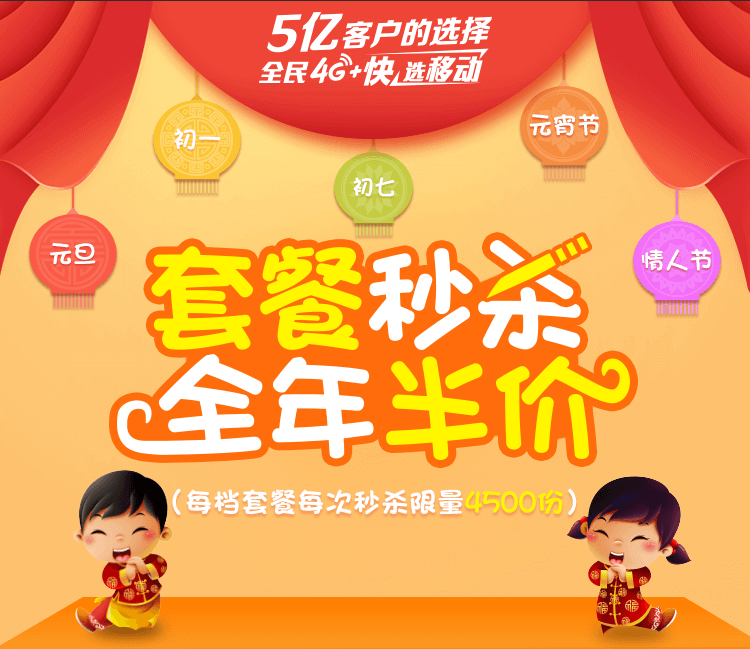 5亿客户的选择
全民4G+快,选移动
初一
元宵节
初七
元旦
情人节
套餐秒杀
全年半价
(每档套餐每次秒杀限量4500份)